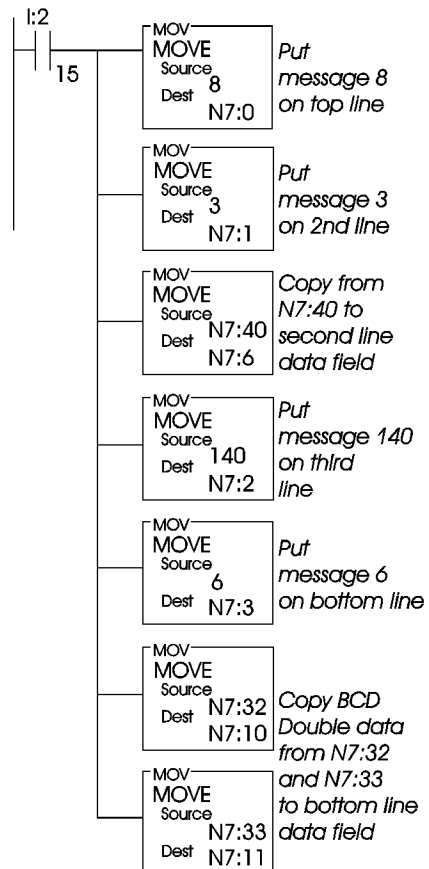 I:2
15
MOV
MOVE
Source
8
Dest
N7:0
Put
message 8
on top line
MOV
MOVE
Source
3
Dest
N7:1
Put
message 3
on 2nd line
MOV
MOVE
Source
N7:40
Dest
N7:6
Copy from
N7:40 to
second line
data field
MOV
MOVE
Source
140
Dest
N7:2
Put
message 140
on third
line
MOV
MOVE
Source
6
Dest N7:3
Put
message 6
on bottom line
MOV
MOVE
Source
N7:32
Dest
N7:10
Copy BCD
Double data
from N7:32
and N7:33
to bottom line
data field
MOV
MOVE
Source
N7:33
Dest N7:11